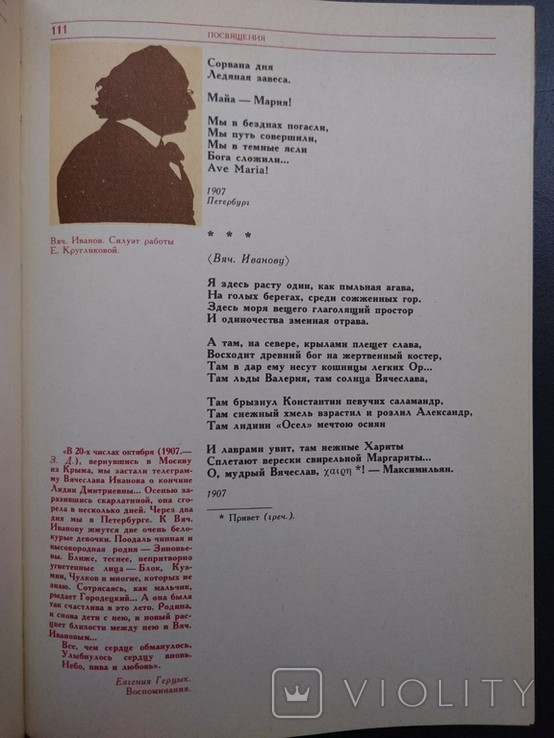 111
ПОСВЯЩЕНИЯ
Сорвана дня
Ледяная завеса.
Майа — Мария!
Мы в безднах погасли,
Мы путь совершили,
Мы в темные ясли
Бога сложили...
Ave Maria!
1907
Петербург
Вяч. Иванов. Силуэт работы
Е. Кругликовой.
* * *
⟨Вяч. Иванову⟩
Я здесь расту один, как пыльная агава,
На голых берегах, среди сожженных гор.
Здесь моря вещего глаголящий простор
И одиночества змеиная отрава.
А там, на севере, крылами плещет слава,
Восходит древний бог на жертвенный костер,
Там в дар ему несут кошницы легких Ор...
Там льды Валерия, там солнца Вячеслава,
Там брызнул Константин певучих саламандр,
Там снежный хмель взрастил и розлил Александр,
Там лидиин «Осел» мечтою осиян
И лаврами увит, там нежные Хариты
Сплетают верески свирельной Маргариты...
О, мудрый Вячеслав, χαιρη *! — Максимильян.
1907
* Привет (греч.).
«В 20-х числах октября (1907.—
З. Д.), вернувшись в Москву
из Крыма, мы застали телеграм-
му Вячеслава Иванова о кончине
Лидии Дмитриевны... Осенью за-
разившись скарлатиной, она сго-
рела в несколько дней. Через два
дня мы в Петербурге. К Вяч.
Иванову жмутся две очень бело-
курые девочки. Поодаль чинная и
высокородная родня — Зиновье-
вы. Ближе, теснее, непритворно
угнетенные лица — Блок, Куз-
мин, Чулков и многие, которых не
знаю. Сотрясаясь, как мальчик,
рыдает Городецкий... А она была
так счастлива в это лето. Родина,
и снова дети с нею, и новый рас-
цвет близости между нею и Вяч.
Ивановым...
Все, чем сердце обманулось,
Улыбнулось сердцу вновь.
Небо, нива и любовь».
Евгения Герцык.
Воспоминания.
VIOLITY